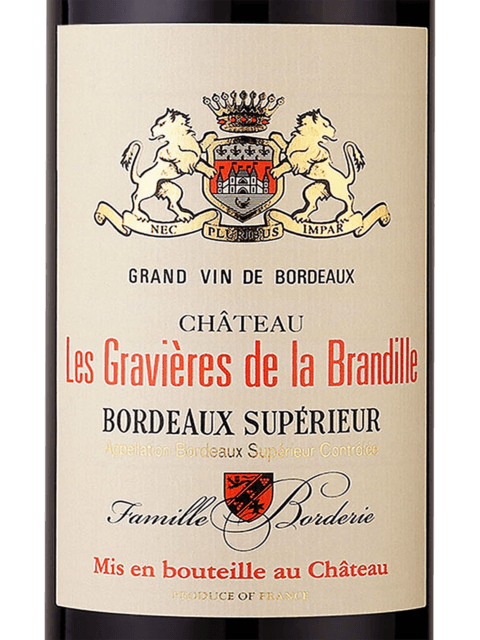 NEC PLURIBUS IMPAR
GRAND VIN DE BORDEAUX
CHÂTEAU
Les Gravières de la Brandille
BORDEAUX SUPÉRIEUR
Appellation Bordeaux Supérieur Contrôlée
Famille Borderie
Mis en bouteille au Château
PRODUCE OF FRANCE